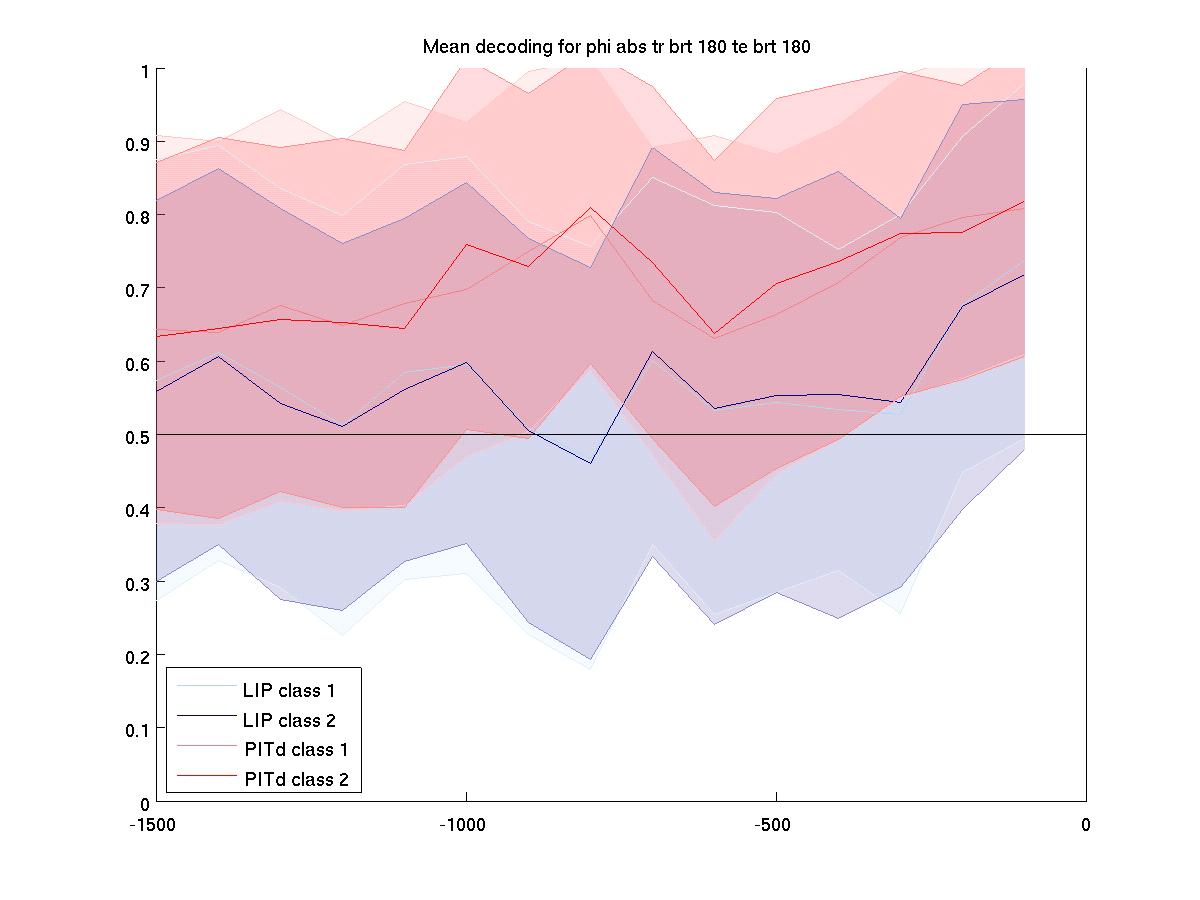 Mean decoding for phi abs tr brt 180 te brt 180
1
0.9
0.8
0.7
0.6
0.5
0.4
0.3
0.2
0.1
0
LIP class 1
LIP class 2
PITd class 1
PITd class 2
-1500 -1000 -500 0